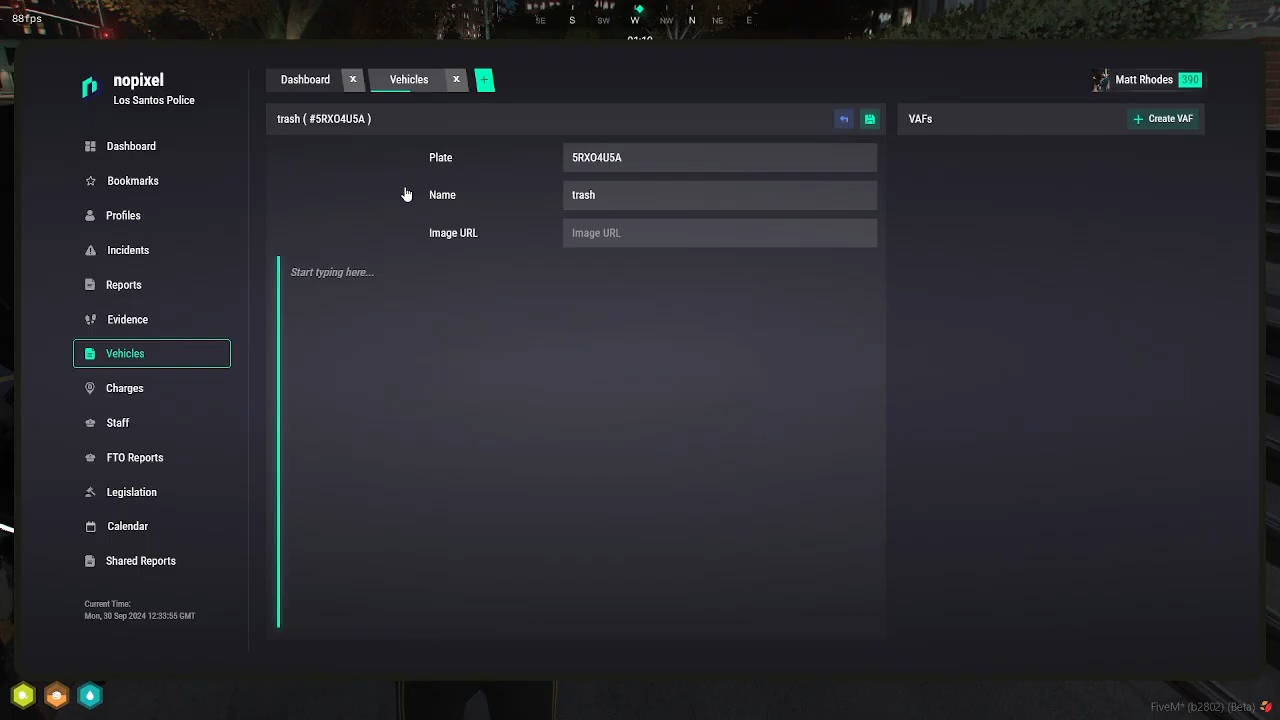 88fps
SE S SW W NW N NE E
nopixel
Los Santos Police
Dashboard x Vehicles x +
Matt Rhodes 390
trash ( #5RXO4U5A )
VAFs
+ Create VAF
Plate 5RXO4U5A
Name trash
Image URL Image URL
Start typing here...
Dashboard
Bookmarks
Profiles
Incidents
Reports
Evidence
Vehicles
Charges
Staff
FTO Reports
Legislation
Calendar
Shared Reports
Current Time:
Mon, 30 Sep 2024 12:33:55 GMT
FiveM* (b2802) (Beta)